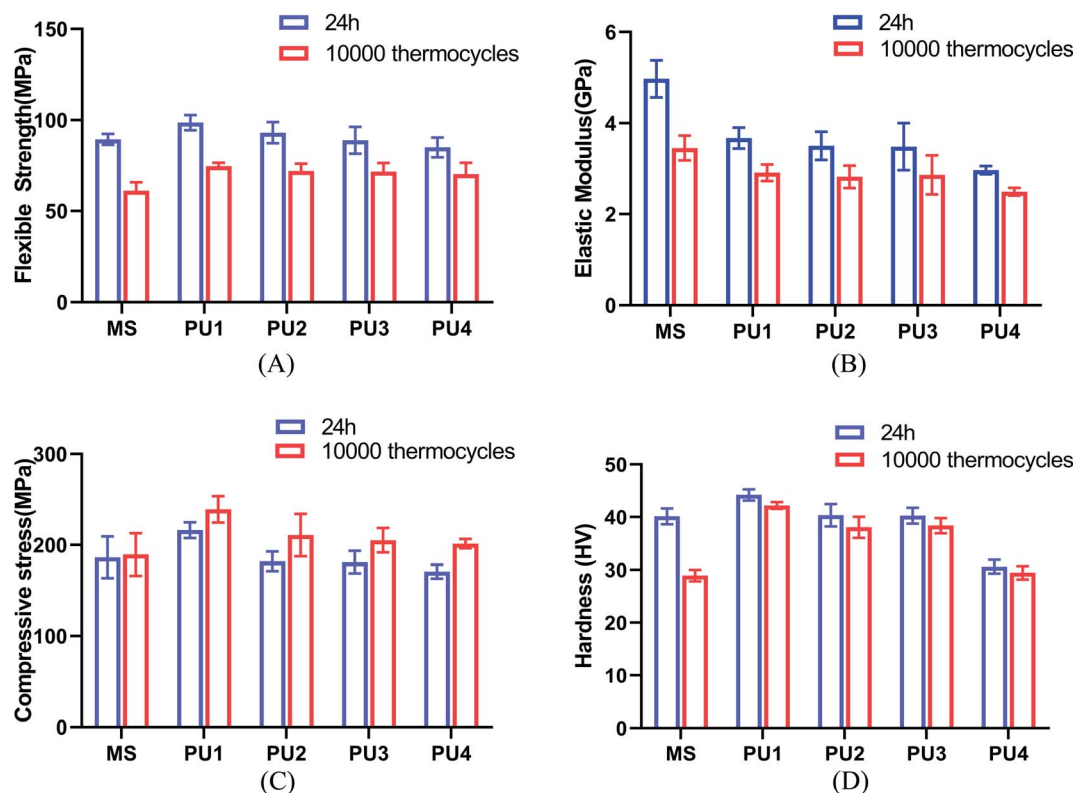 24h
10000 thermocycles
Flexible Strength(MPa)
150
100
50
0
MS PU1 PU2 PU3 PU4
(A)
24h
10000 thermocycles
Elastic Modulus(GPa)
6
4
2
0
MS PU1 PU2 PU3 PU4
(B)
24h
10000 thermocycles
Compressive stress(MPa)
300
200
100
0
MS PU1 PU2 PU3 PU4
(C)
24h
10000 thermocycles
Hardness (HV)
50
40
30
20
10
0
MS PU1 PU2 PU3 PU4
(D)